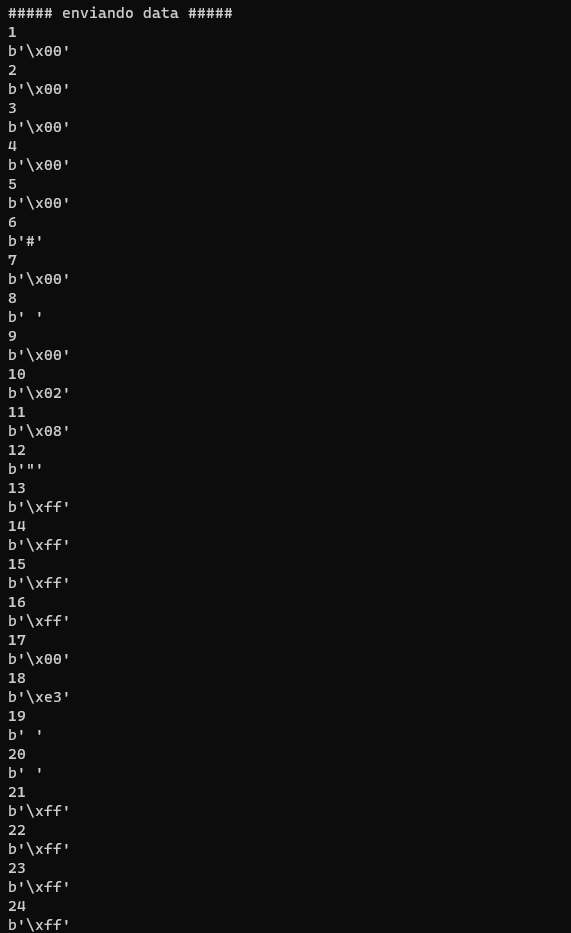 ##### enviando data #####
1
b'\x00'
2
b'\x00'
3
b'\x00'
4
b'\x00'
5
b'\x00'
6
b'#'
7
b'\x00'
8
b' '
9
b'\x00'
10
b'\x02'
11
b'\x08'
12
b'"'
13
b'\xff'
14
b'\xff'
15
b'\xff'
16
b'\xff'
17
b'\x00'
18
b'\xe3'
19
b' '
20
b' '
21
b'\xff'
22
b'\xff'
23
b'\xff'
24
b'\xff'